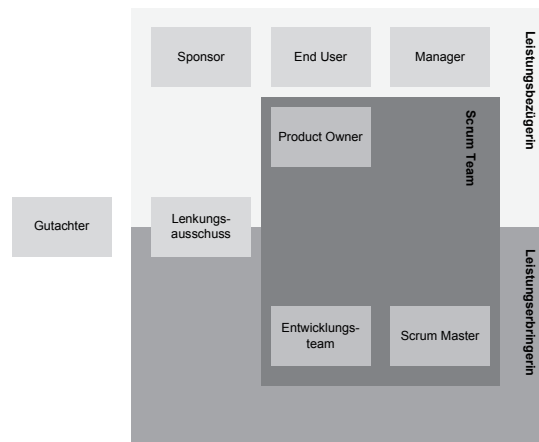 Sponsor
End User
Manager
Leistungsbezügerin
Product Owner
Scrum Team
Gutachter
Lenkungs-
ausschuss
Leistungserbringerin
Entwicklungs-
team
Scrum Master